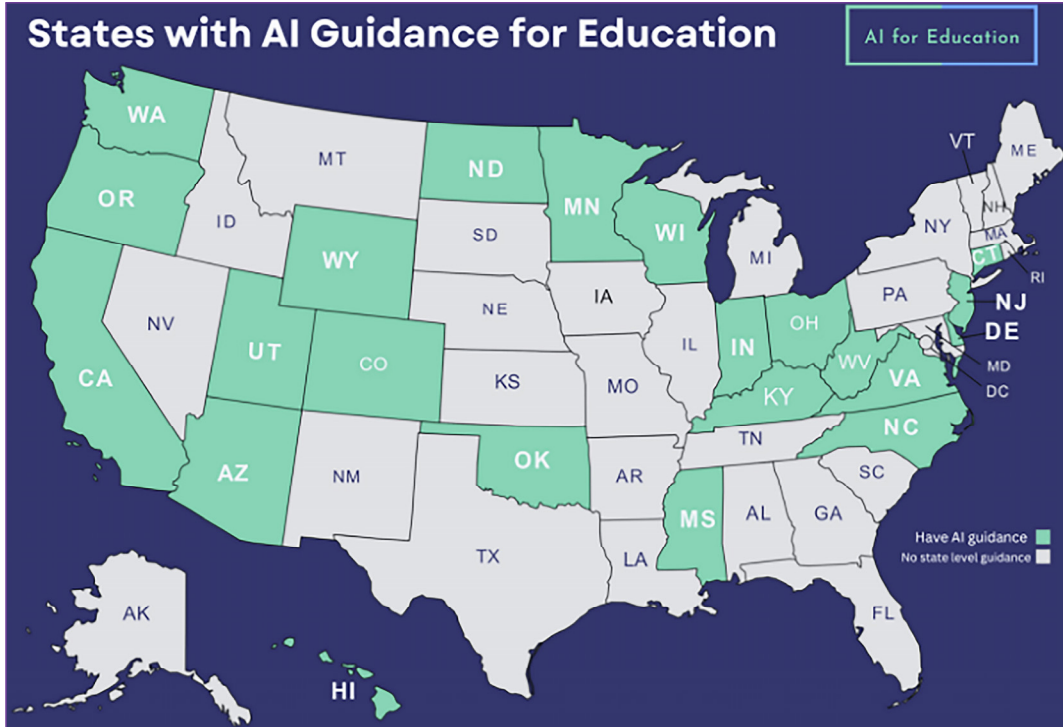 States with AI Guidance for Education
AI for Education
WA
MT
ND
MN
VT
ME
OR
ID
SD
WI
NY
NH
MA
WY
MI
CT
RI
IA
PA
NJ
NE
NV
OH
DE
UT
CO
IL
IN
WV
MD
CA
KS
MO
KY
VA
DC
TN
NC
AZ
NM
OK
AR
SC
MS
AL
GA
TX
LA
Have AI guidance
No state level guidance
AK
FL
HI